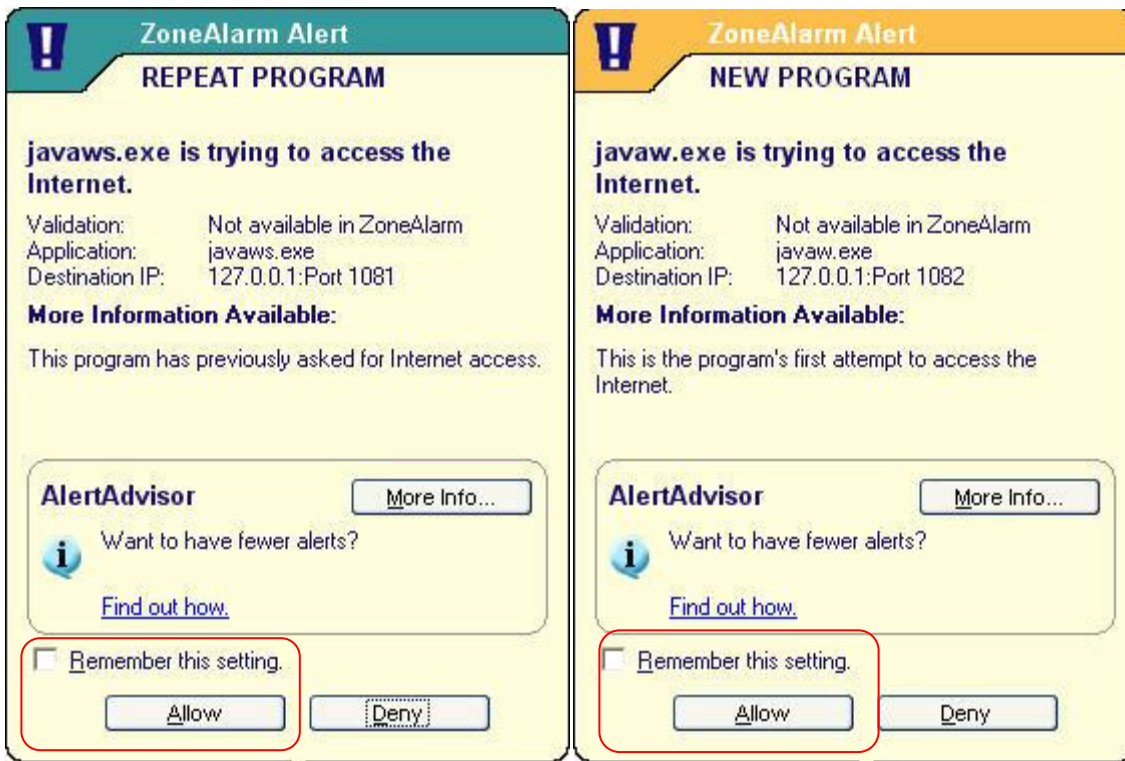 ZoneAlarm Alert
REPEAT PROGRAM
javaws.exe is trying to access the
Internet.
Validation: Not available in ZoneAlarm
Application: javaws.exe
Destination IP: 127.0.0.1:Port 1081
More Information Available:
This program has previously asked for Internet access.
AlertAdvisor
More Info...
Want to have fewer alerts?
Find out how.
Remember this setting.
Allow Deny
ZoneAlarm Alert
NEW PROGRAM
javaw.exe is trying to access the
Internet.
Validation: Not available in ZoneAlarm
Application: javaw.exe
Destination IP: 127.0.0.1:Port 1082
More Information Available:
This is the program's first attempt to access the
Internet.
AlertAdvisor
More Info...
Want to have fewer alerts?
Find out how.
Remember this setting.
Allow Deny